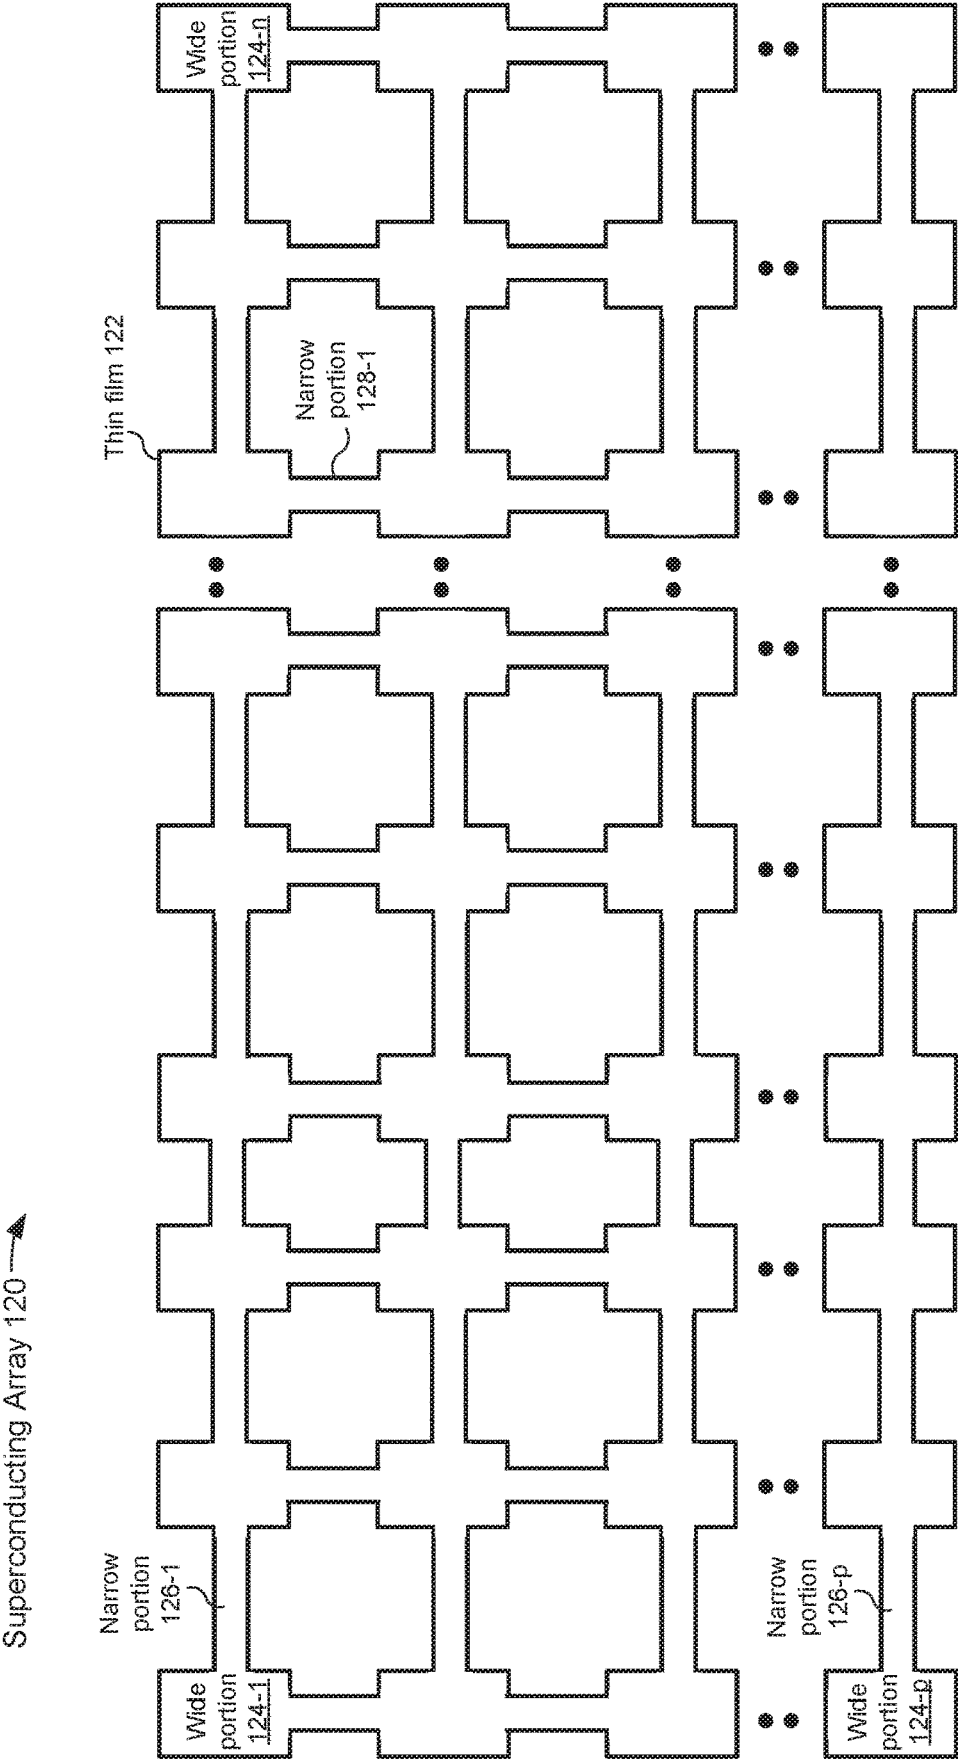 Superconducting Array 120
Thin film 122
Wide
portion
124-1
Narrow
portion
126-1
Narrow
portion
128-1
Wide
portion
124-n
Wide
portion
124-p
Narrow
portion
126-p